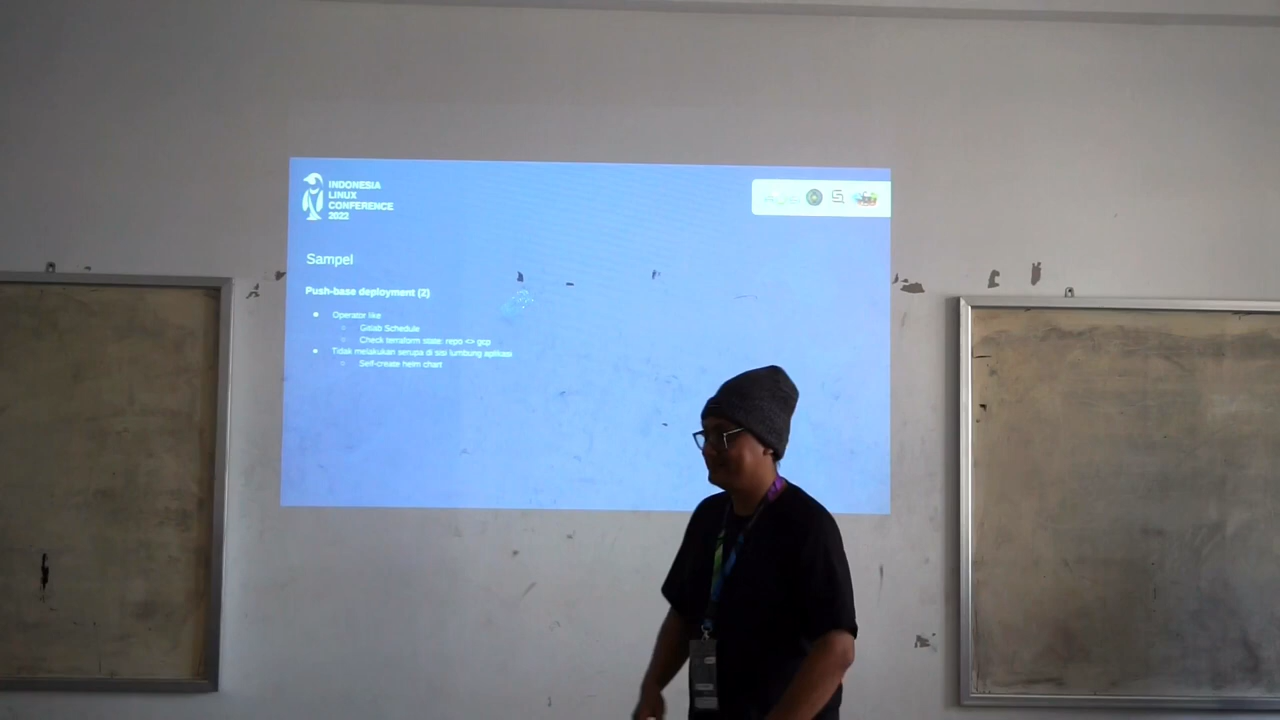 INDONESIA
LINUX
CONFERENCE
2022
Sampel
Push-base deployment (2)
Operator like
Gitlab Schedule
Check terraform state: repo <> gcp
Tidak melakukan serupa di sisi lumbung aplikasi
Self-create helm chart